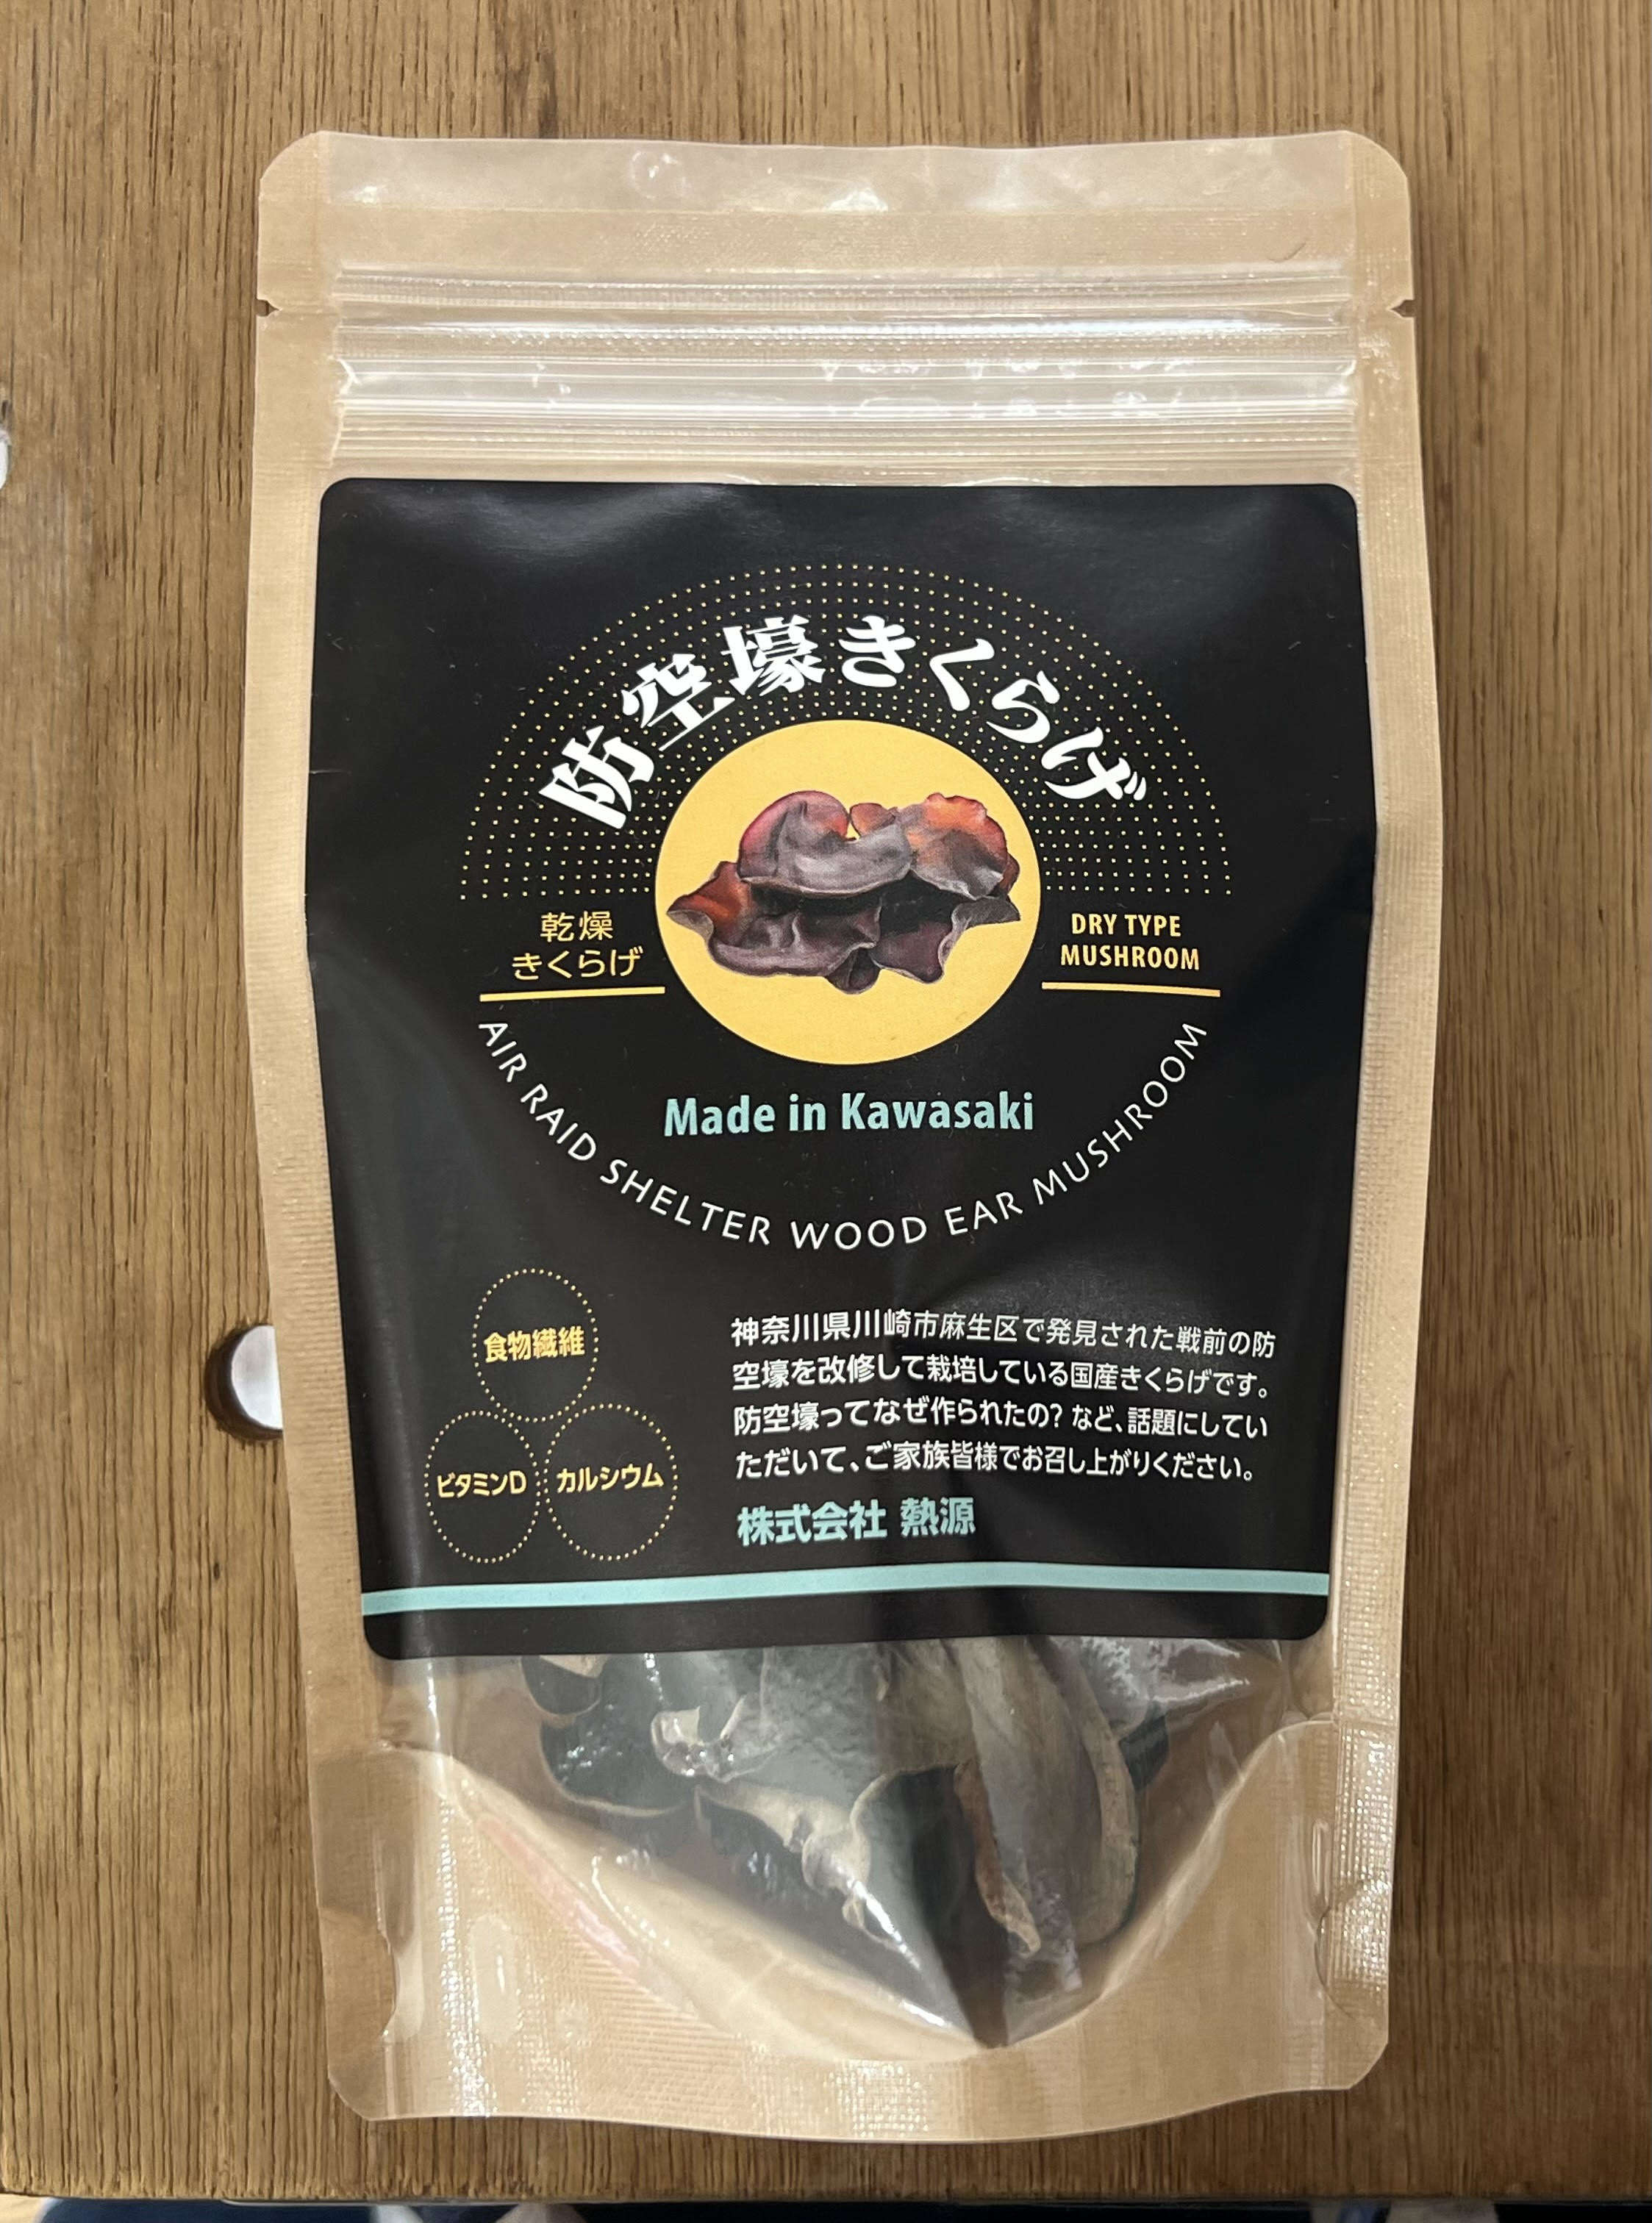 防空壕きくらげ
乾燥
きくらげ
DRY TYPE
MUSHROOM
Made in Kawasaki
AIR RAID SHELTER WOOD EAR MUSHROOM
食物繊維
ビタミンD
カルシウム
神奈川県川崎市麻生区で発見された戦前の防
空壕を改修して栽培している国産きくらげです。
防空壕ってなぜ作られたの？など、話題にしてい
ただいて、ご家族皆様でお召し上がりください。
株式会社 熱源